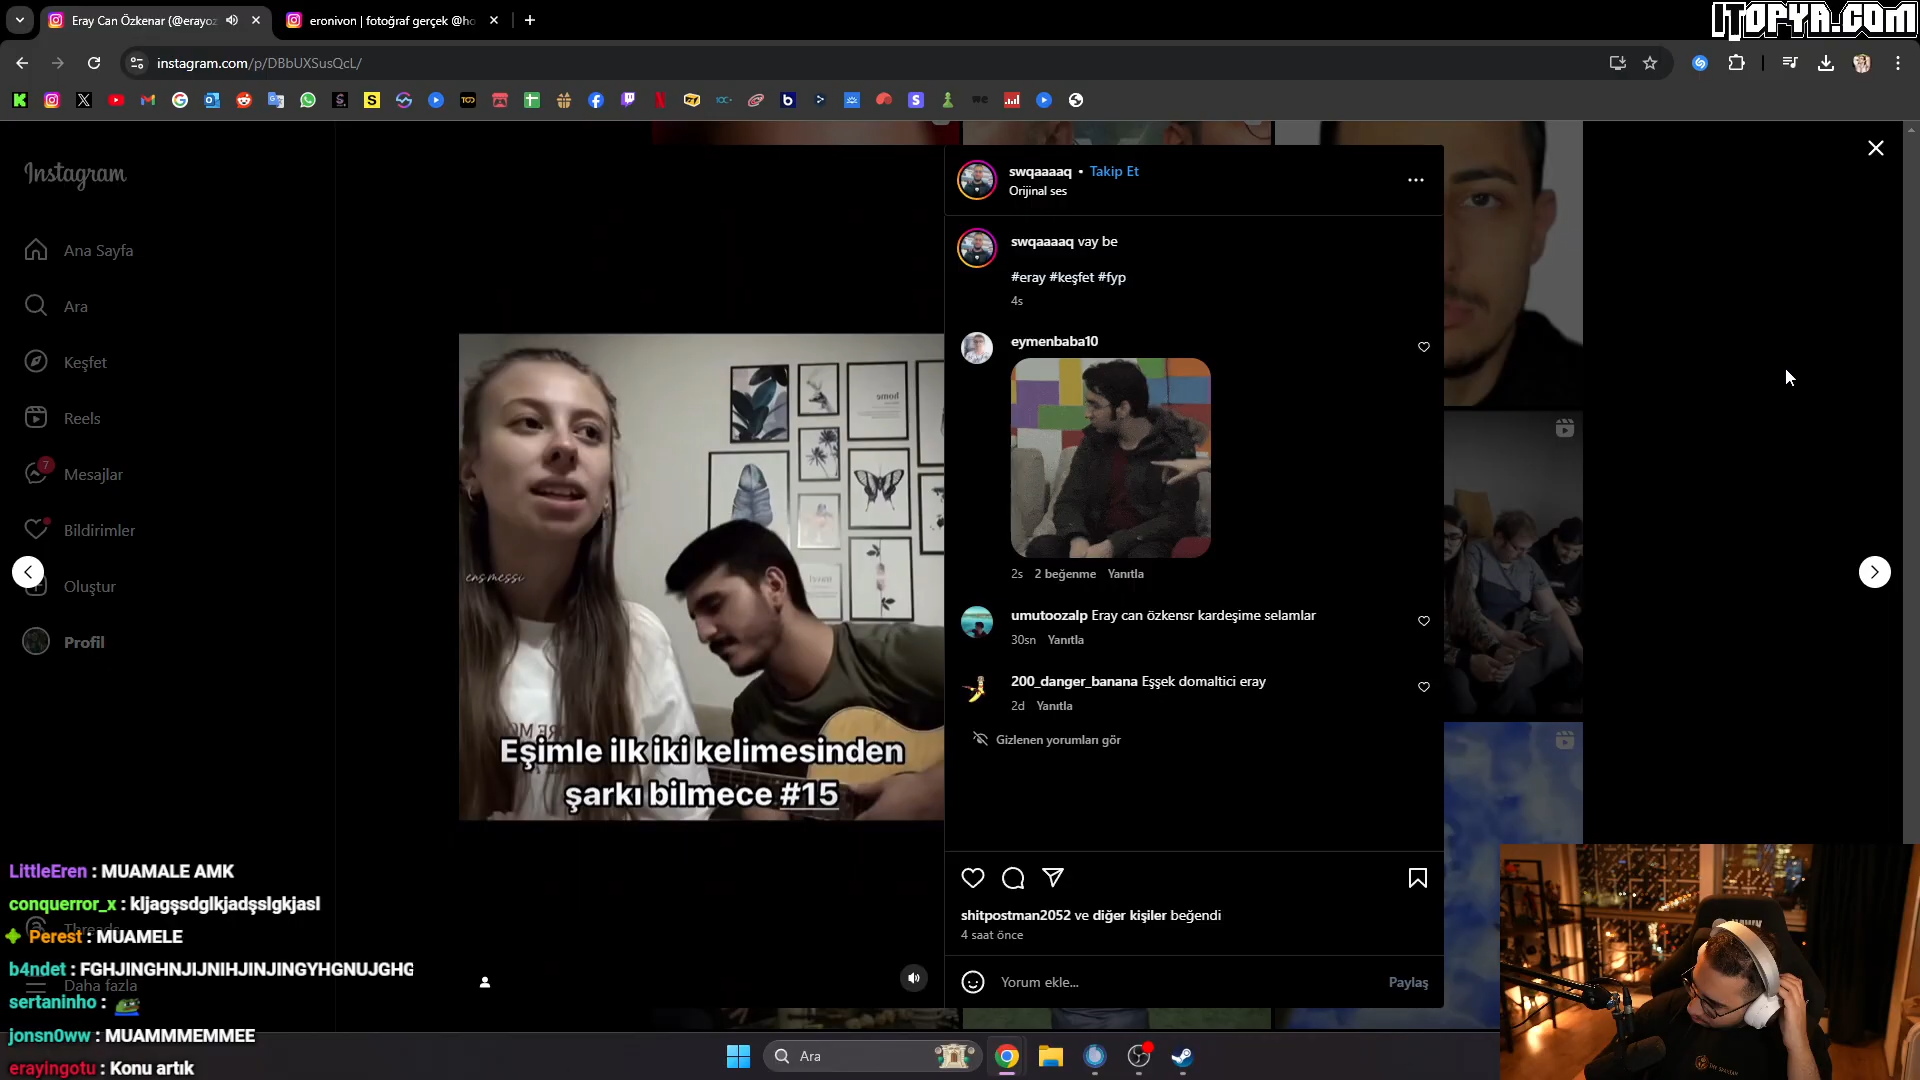 Eray Can Özkenar (@erayoz
eronivon | fotoğraf gerçek @ho
ITOPYA.COM
instagram.com/p/DBbUXSusQcL/
Instagram
Ana Sayfa
Ara
Keşfet
Reels
7
Mesajlar
Bildirimler
Oluştur
Profil
Threads
Daha fazla
home
ensmessi
Eşimle ilk iki kelimesinden
şarkı bilmece #15
swqaaaaq • Takip Et
Orijinal ses
swqaaaaq vay be
#eray #keşfet #fyp
4s
eymenbaba10
2s 2 beğenme Yanıtla
umutoozalp Eray can özkensr kardeşime selamlar
30sn Yanıtla
200_danger_banana Eşşek domaltici eray
2d Yanıtla
Gizlenen yorumları gör
shitpostman2052 ve diğer kişiler beğendi
4 saat önce
Yorum ekle...
Paylaş
LittleEren : MUAMALE AMK
conquerror_x : kljagşsdglkjadşslgkjasl
Perest : MUAMELE
b4ndet : FGHJINGHNJIJNIHJINJINGYHGNUJGHG
sertaninho :
jonsn0ww : MUAMMMEMMEE
erayingotu : Konu artık
Ara